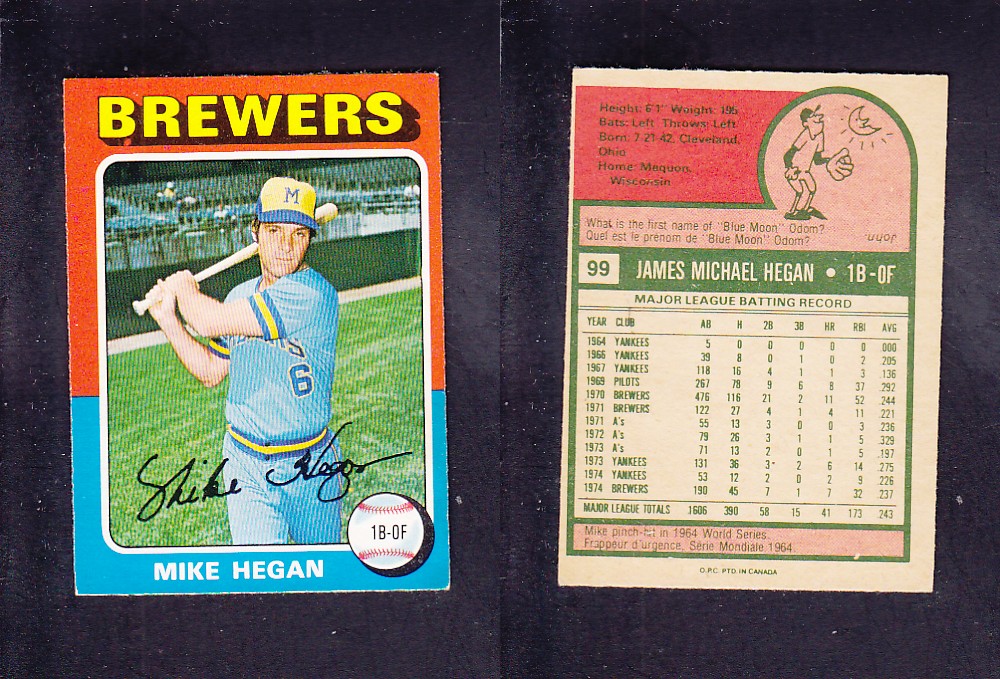 BREWERS
M
6
Mike Hegan
1B-OF
MIKE HEGAN
Height: 6'1" Weight: 195
Bats: Left Throws: Left
Born: 7-21-42, Cleveland,
Ohio
Home: Mequon,
Wisconsin
What is the first name of "Blue Moon" Odom?
Quel est le prénom de "Blue Moon" Odom?
John
99 JAMES MICHAEL HEGAN • 1B-OF
MAJOR LEAGUE BATTING RECORD
YEAR CLUB AB H 2B 3B HR RBI AVG
1964 YANKEES 5 0 0 0 0 0 .000
1966 YANKEES 39 8 0 1 0 2 .205
1967 YANKEES 118 16 4 1 1 3 .136
1969 PILOTS 267 78 9 6 8 37 .292
1970 BREWERS 476 116 21 2 11 52 .244
1971 BREWERS 122 27 4 1 4 11 .221
1971 A's 55 13 3 0 0 3 .236
1972 A's 79 26 3 1 1 5 .329
1973 A's 71 13 2 0 1 5 .197
1973 YANKEES 131 36 3 2 6 14 .275
1974 YANKEES 53 12 2 0 2 9 .226
1974 BREWERS 190 45 7 1 7 32 .237
MAJOR LEAGUE TOTALS 1606 390 58 15 41 173 .243
Mike pinch-hit in 1964 World Series.
Frappeur d'urgence, Série Mondiale 1964.
O.P.C. PTD. IN CANADA